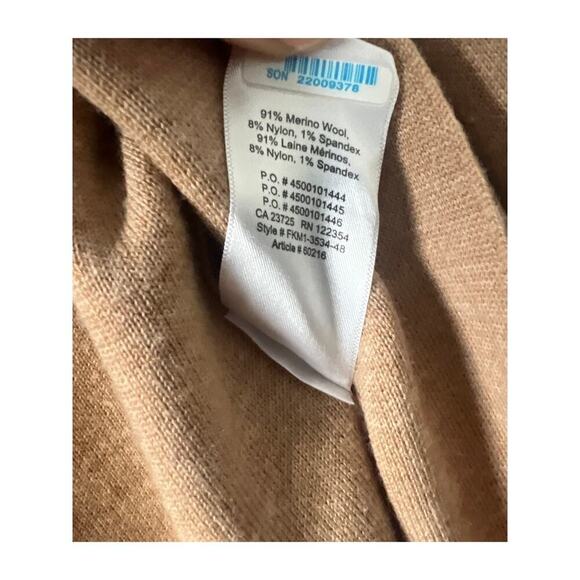 SON 22009378
91% Merino Wool,
8% Nylon, 1% Spandex
91% Laine Mérinos,
8% Nylon, 1% Spandex
P.O. # 4500101444
P.O. # 4500101445
P.O. # 4500101446
CA 23725 RN 122354
Style # FKM1-3534-48
Article # 60216